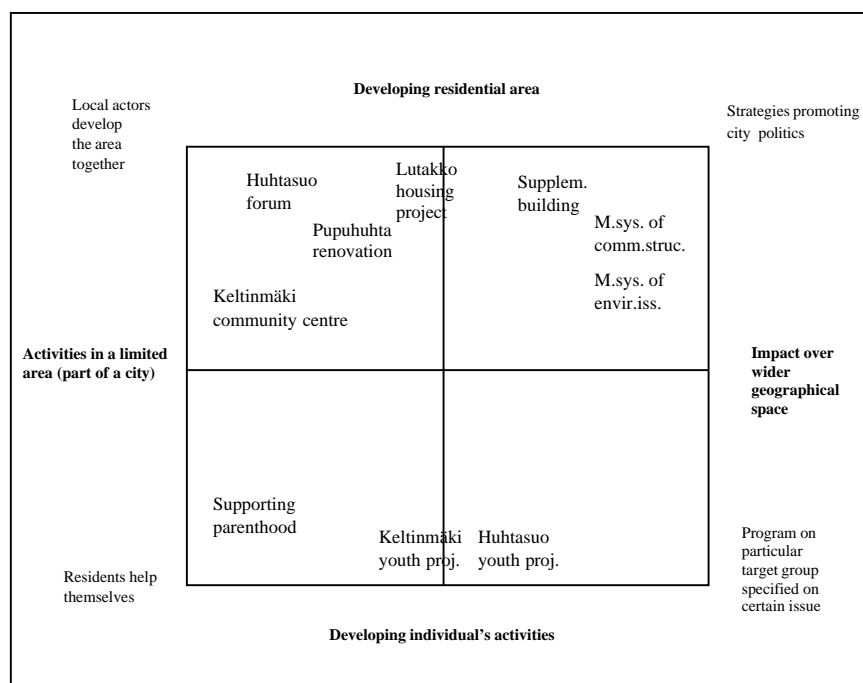 Developing residential area
Local actors
develop
the area
together
Strategies promoting
city politics
Huhtasuo
forum
Lutakko
housing
project
Supplem.
building
Pupuhuhta
renovation
M.sys. of
comm.struc.
M.sys. of
envir.iss.
Keltinmäki
community centre
Activities in a limited
area (part of a city)
Impact over
wider
geographical
space
Supporting
parenthood
Keltinmäki
youth proj.
Huhtasuo
youth proj.
Residents help
themselves
Program on
particular
target group
specified on
certain issue
Developing individual's activities